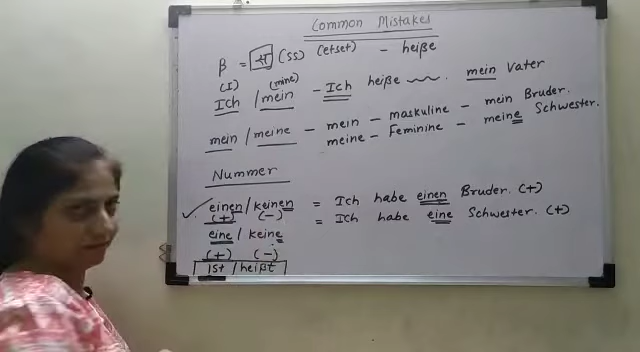 Common Mistakes
β = स (ss) (etset) - heiße
(I) (mine)
Ich / mein - Ich heiße ~~. mein Vater
mein / meine - mein - maskuline - mein Bruder.
meine - Feminine - meine Schwester.
Nummer
✓ einen / keinen = Ich habe einen Bruder. (+)
(+) (-) = Ich habe eine Schwester. (+)
eine / keine
(+) (-)
ist / heißt